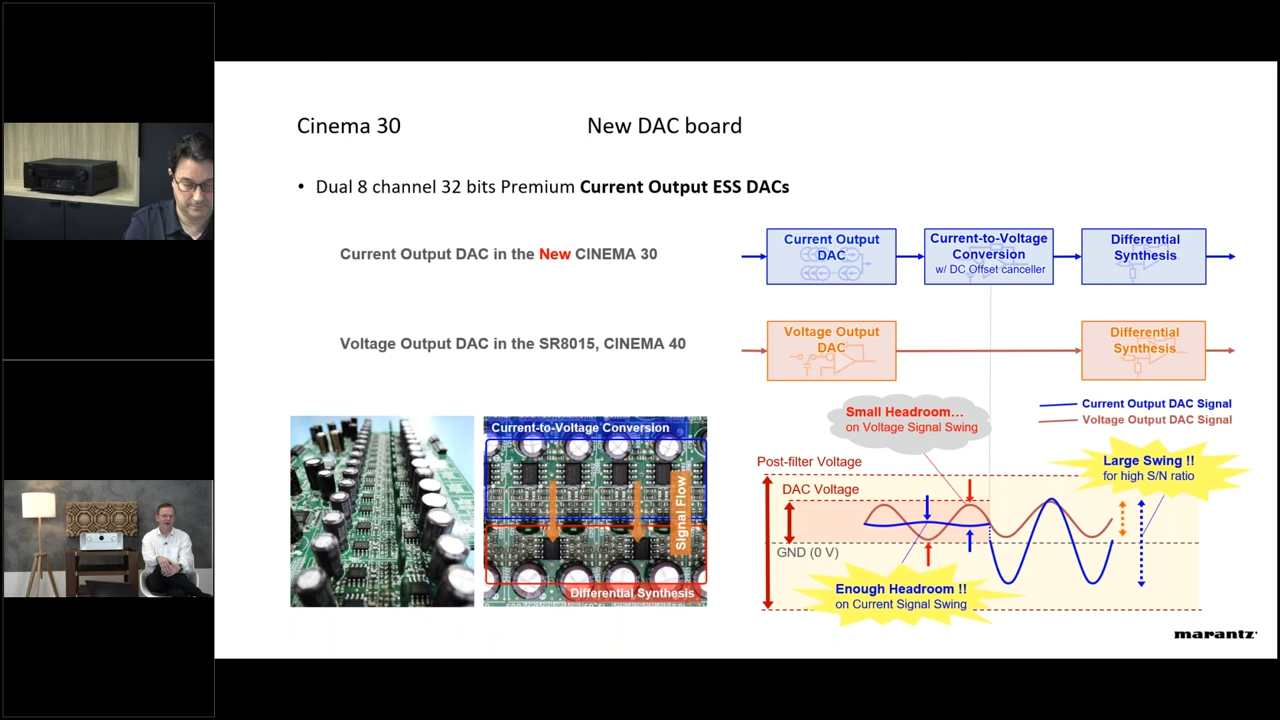 Cinema 30
New DAC board
• Dual 8 channel 32 bits Premium Current Output ESS DACs
Current Output DAC in the New CINEMA 30
Current Output
DAC
Current-to-Voltage
Conversion
w/ DC Offset canceller
Differential
Synthesis
Voltage Output DAC in the SR8015, CINEMA 40
Voltage Output
DAC
Differential
Synthesis
Current-to-Voltage Conversion
Signal Flow
Differential Synthesis
Small Headroom…
on Voltage Signal Swing
Current Output DAC Signal
Voltage Output DAC Signal
Post-filter Voltage
DAC Voltage
GND (0 V)
Large Swing !!
for high S/N ratio
Enough Headroom !!
on Current Signal Swing
marantz